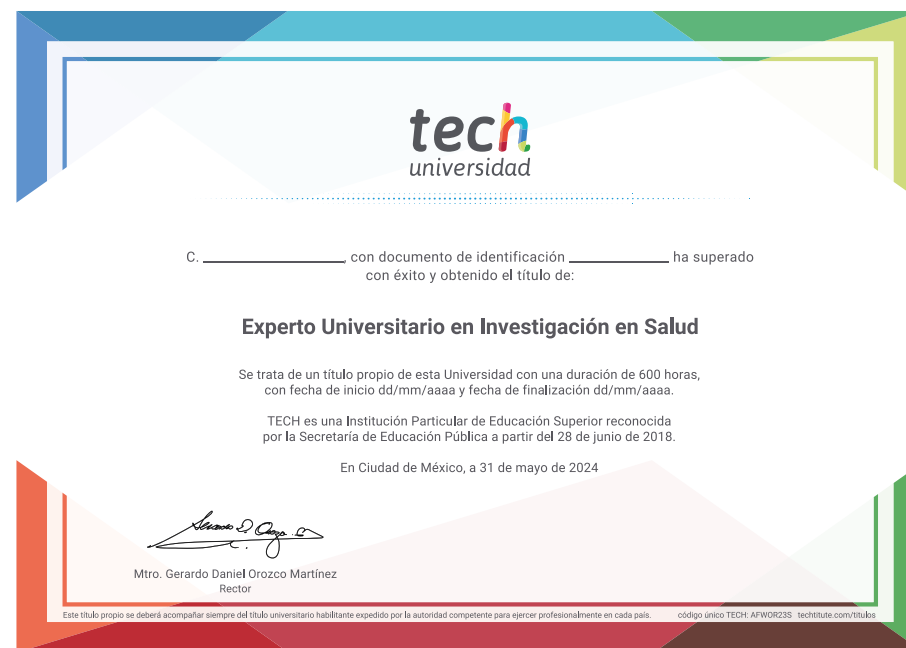 tech
universidad
C. ____________________, con documento de identificación ______________ ha superado
con éxito y obtenido el título de:
Experto Universitario en Investigación en Salud
Se trata de un título propio de esta Universidad con una duración de 600 horas,
con fecha de inicio dd/mm/aaaa y fecha de finalización dd/mm/aaaa.
TECH es una Institución Particular de Educación Superior reconocida
por la Secretaría de Educación Pública a partir del 28 de junio de 2018.
En Ciudad de México, a 31 de mayo de 2024
Mtro. Gerardo Daniel Orozco Martínez
Rector
Este título propio se deberá acompañar siempre del título universitario habilitante expedido por la autoridad competente para ejercer profesionalmente en cada país. código único TECH: AFWOR23S techtitute.com/titulos